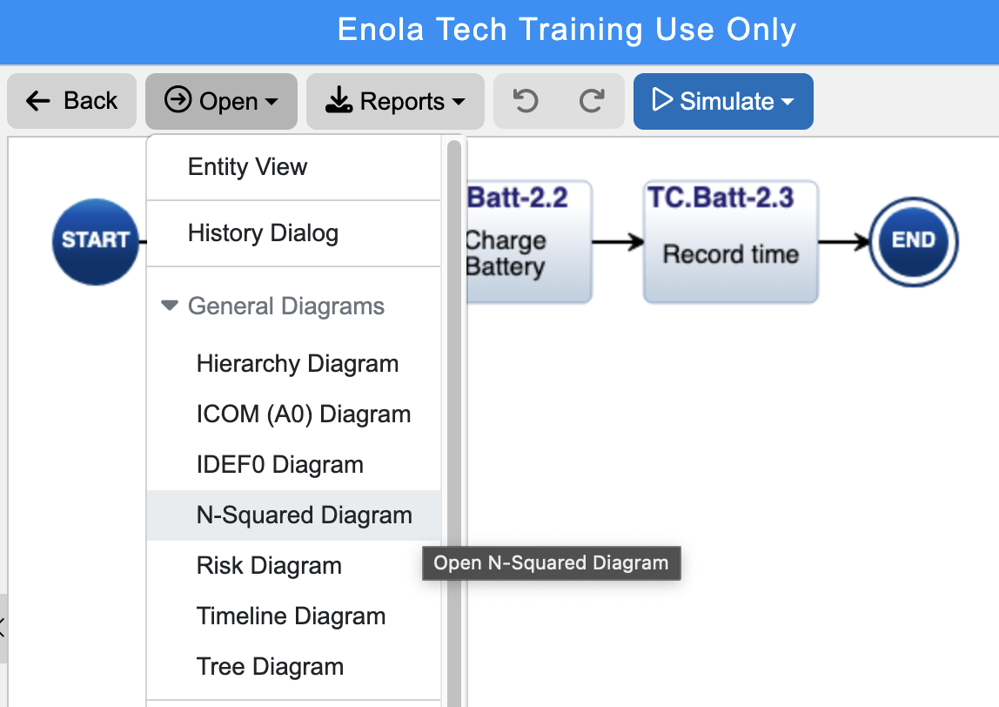 Enola Tech Training Use Only
Back
Open
Reports
Simulate
Entity View
History Dialog
General Diagrams
Hierarchy Diagram
ICOM (A0) Diagram
IDEF0 Diagram
N-Squared Diagram
Risk Diagram
Timeline Diagram
Tree Diagram
Open N-Squared Diagram
START
Batt-2.2
Charge
Battery
TC.Batt-2.3
Record time
END